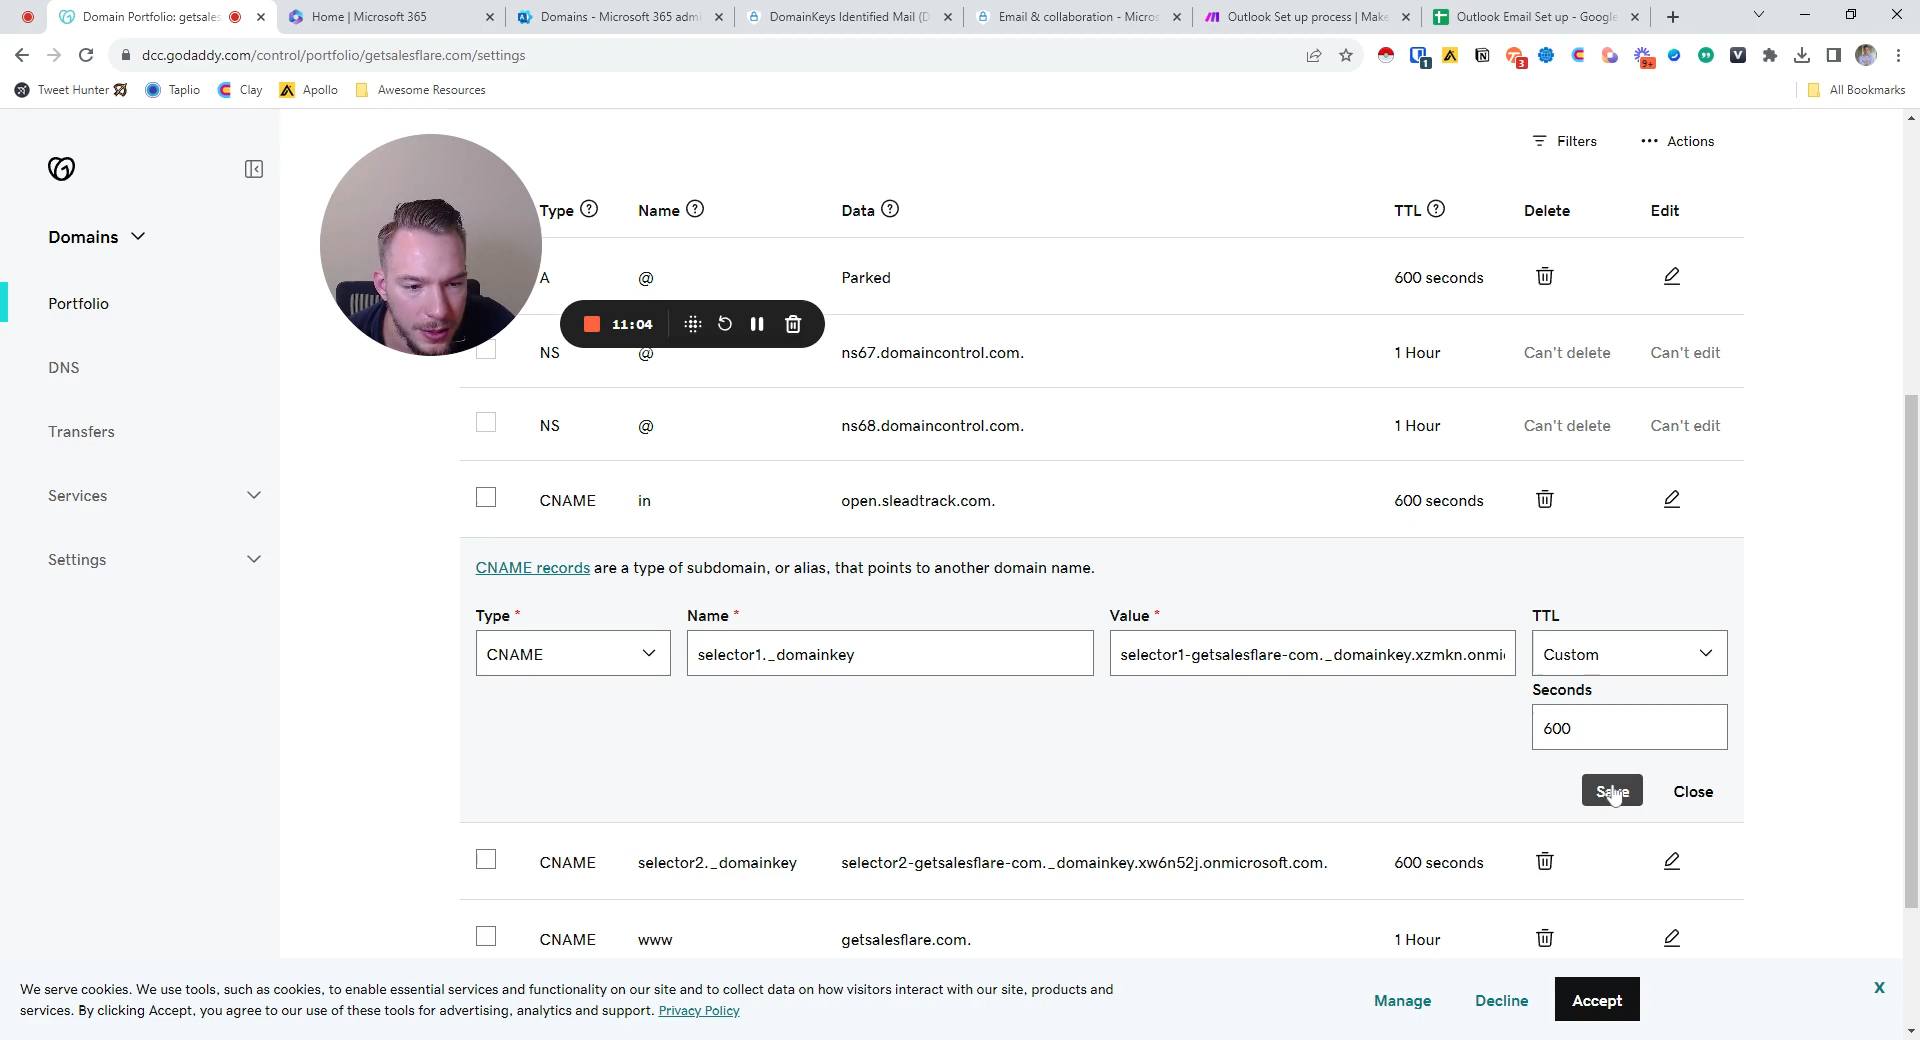 Domain Portfolio: getsales
Home | Microsoft 365
Domains - Microsoft 365 admi
DomainKeys Identified Mail (D
Email & collaboration - Micros
Outlook Set up process | Make
Outlook Email Set up - Google
dcc.godaddy.com/control/portfolio/getsalesflare.com/settings
1
3
9+
Tweet Hunter
Taplio
Clay
Apollo
Awesome Resources
All Bookmarks
Filters
Actions
Domains
Portfolio
DNS
Transfers
Services
Settings
Type
Name
Data
TTL
Delete
Edit
A
@
Parked
600 seconds
11:04
NS
@
ns67.domaincontrol.com.
1 Hour
Can't delete
Can't edit
NS
@
ns68.domaincontrol.com.
1 Hour
Can't delete
Can't edit
CNAME
in
open.sleadtrack.com.
600 seconds
CNAME records are a type of subdomain, or alias, that points to another domain name.
Type *
Name *
Value *
TTL
CNAME
selector1._domainkey
selector1-getsalesflare-com._domainkey.xzmkn.onmi
Custom
Seconds
600
Save
Close
CNAME
selector2._domainkey
selector2-getsalesflare-com._domainkey.xw6n52j.onmicrosoft.com.
600 seconds
CNAME
www
getsalesflare.com.
1 Hour
We serve cookies. We use tools, such as cookies, to enable essential services and functionality on our site and to collect data on how visitors interact with our site, products and
services. By clicking Accept, you agree to our use of these tools for advertising, analytics and support. Privacy Policy
Manage
Decline
Accept
X